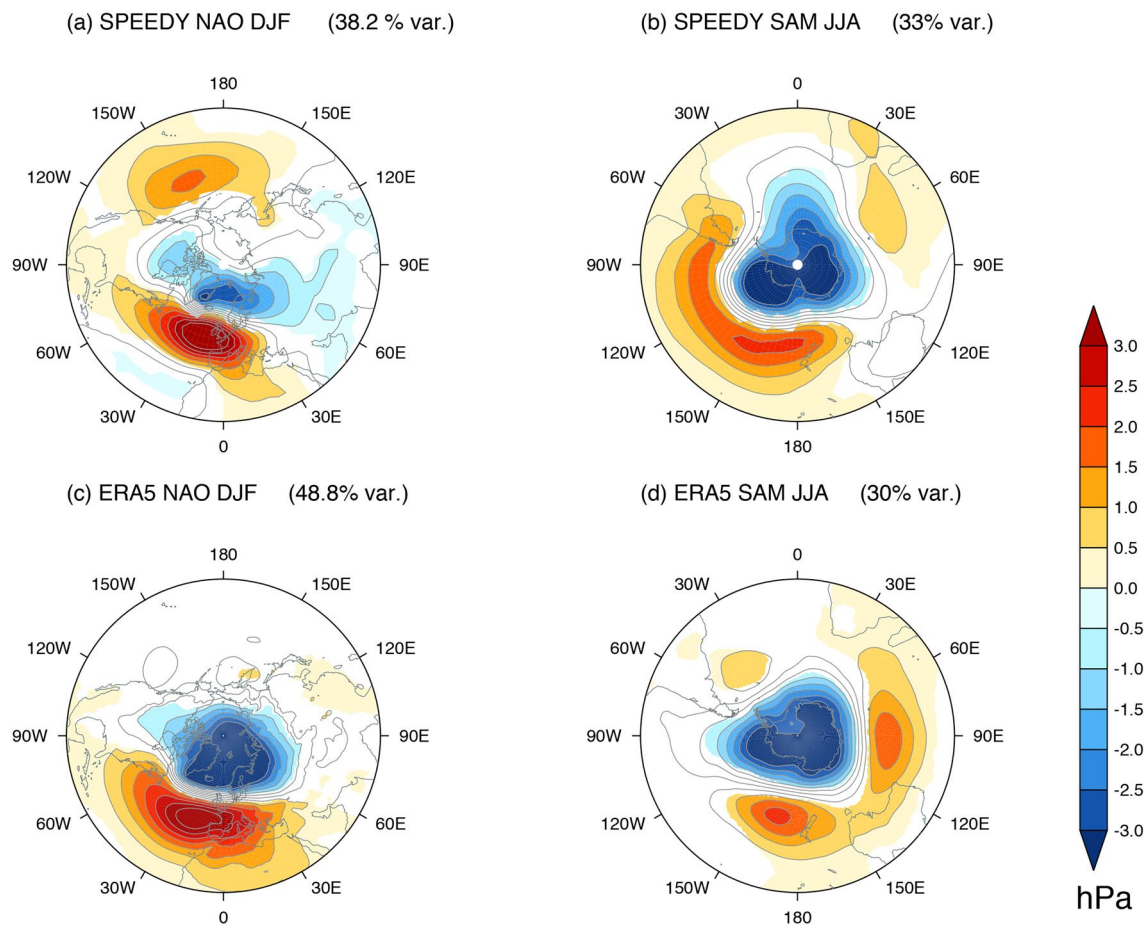 (a) SPEEDY NAO DJF (38.2 % var.)
(b) SPEEDY SAM JJA (33% var.)
180
150W 150E
120W 120E
90W 90E
60W 60E
30W 30E
0
0
30W 30E
60W 60E
90W 90E
120W 120E
150W 150E
180
(c) ERA5 NAO DJF (48.8% var.)
(d) ERA5 SAM JJA (30% var.)
180
150W 150E
120W 120E
90W 90E
60W 60E
30W 30E
0
0
30W 30E
60W 60E
90W 90E
120W 120E
150W 150E
180
3.0
2.5
2.0
1.5
1.0
0.5
0.0
-0.5
-1.0
-1.5
-2.0
-2.5
-3.0
hPa